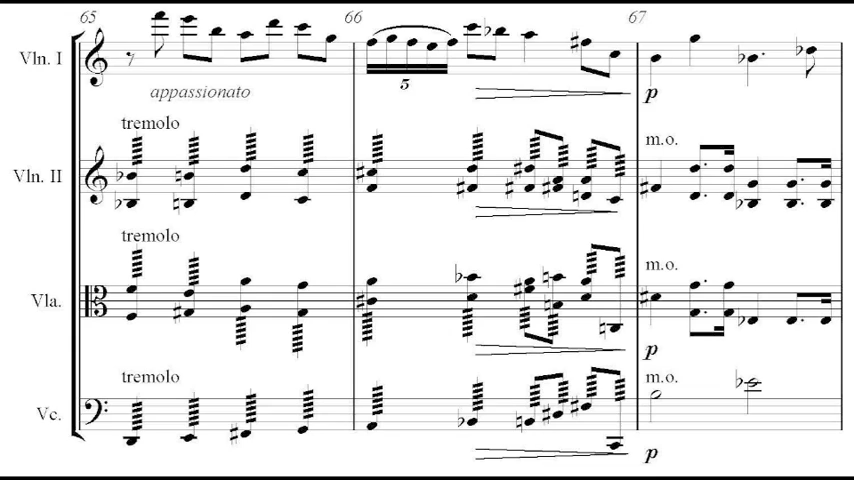 65 66 67
Vln. I
5
appassionato
p
tremolo
m.o.
Vln. II
tremolo
m.o.
Vla.
p
tremolo
m.o.
Vc.
p